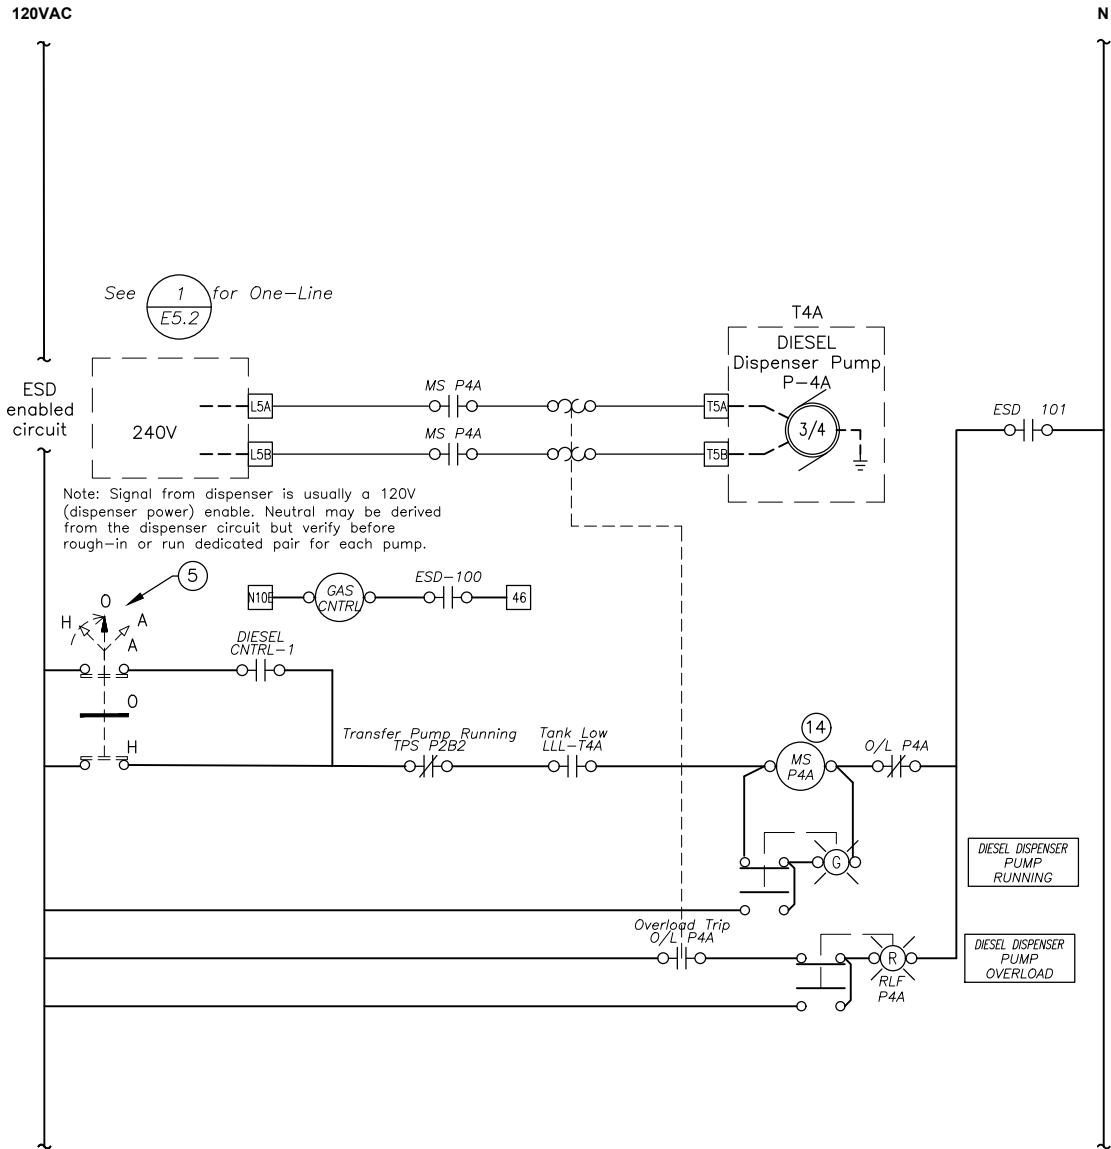 120VAC
N
See 1 for One-Line
E5.2
T4A
DIESEL
Dispenser Pump
P-4A
ESD
enabled
circuit
240V
L5A
L5B
MS P4A
MS P4A
T5A
T5B
3/4
ESD 101
Note: Signal from dispenser is usually a 120V
(dispenser power) enable. Neutral may be derived
from the dispenser circuit but verify before
rough-in or run dedicated pair for each pump.
5
O
H
A
A
O
H
N10E
GAS
CNTRL
ESD-100
46
DIESEL
CNTRL-1
Transfer Pump Running
TPS P2B2
Tank Low
LLL-T4A
14
MS
P4A
O/L P4A
G
DIESEL DISPENSER
PUMP
RUNNING
Overload Trip
O/L P4A
R
RLF
P4A
DIESEL DISPENSER
PUMP
OVERLOAD